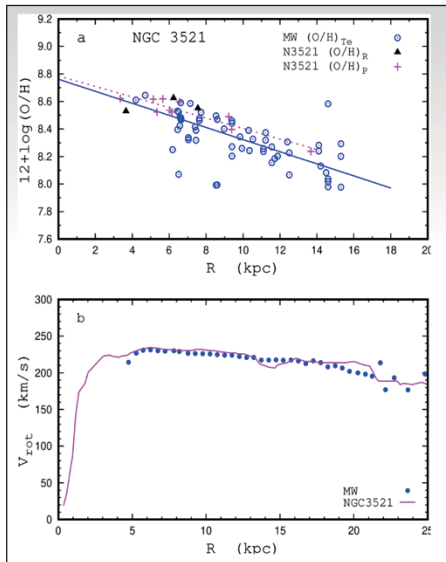 a NGC 3521
MW (O/H)Te
N3521 (O/H)R
N3521 (O/H)P
12+log(O/H)
9.2
8.8
8.6
8.4
8.2
8.0
7.8
7.6
0 2 4 6 8 10 12 14 16 18 20
R (kpc)
b
Vrot (km/s)
300
250
200
150
100
50
0
MW
NGC3521
0 5 10 15 20 25
R (kpc)